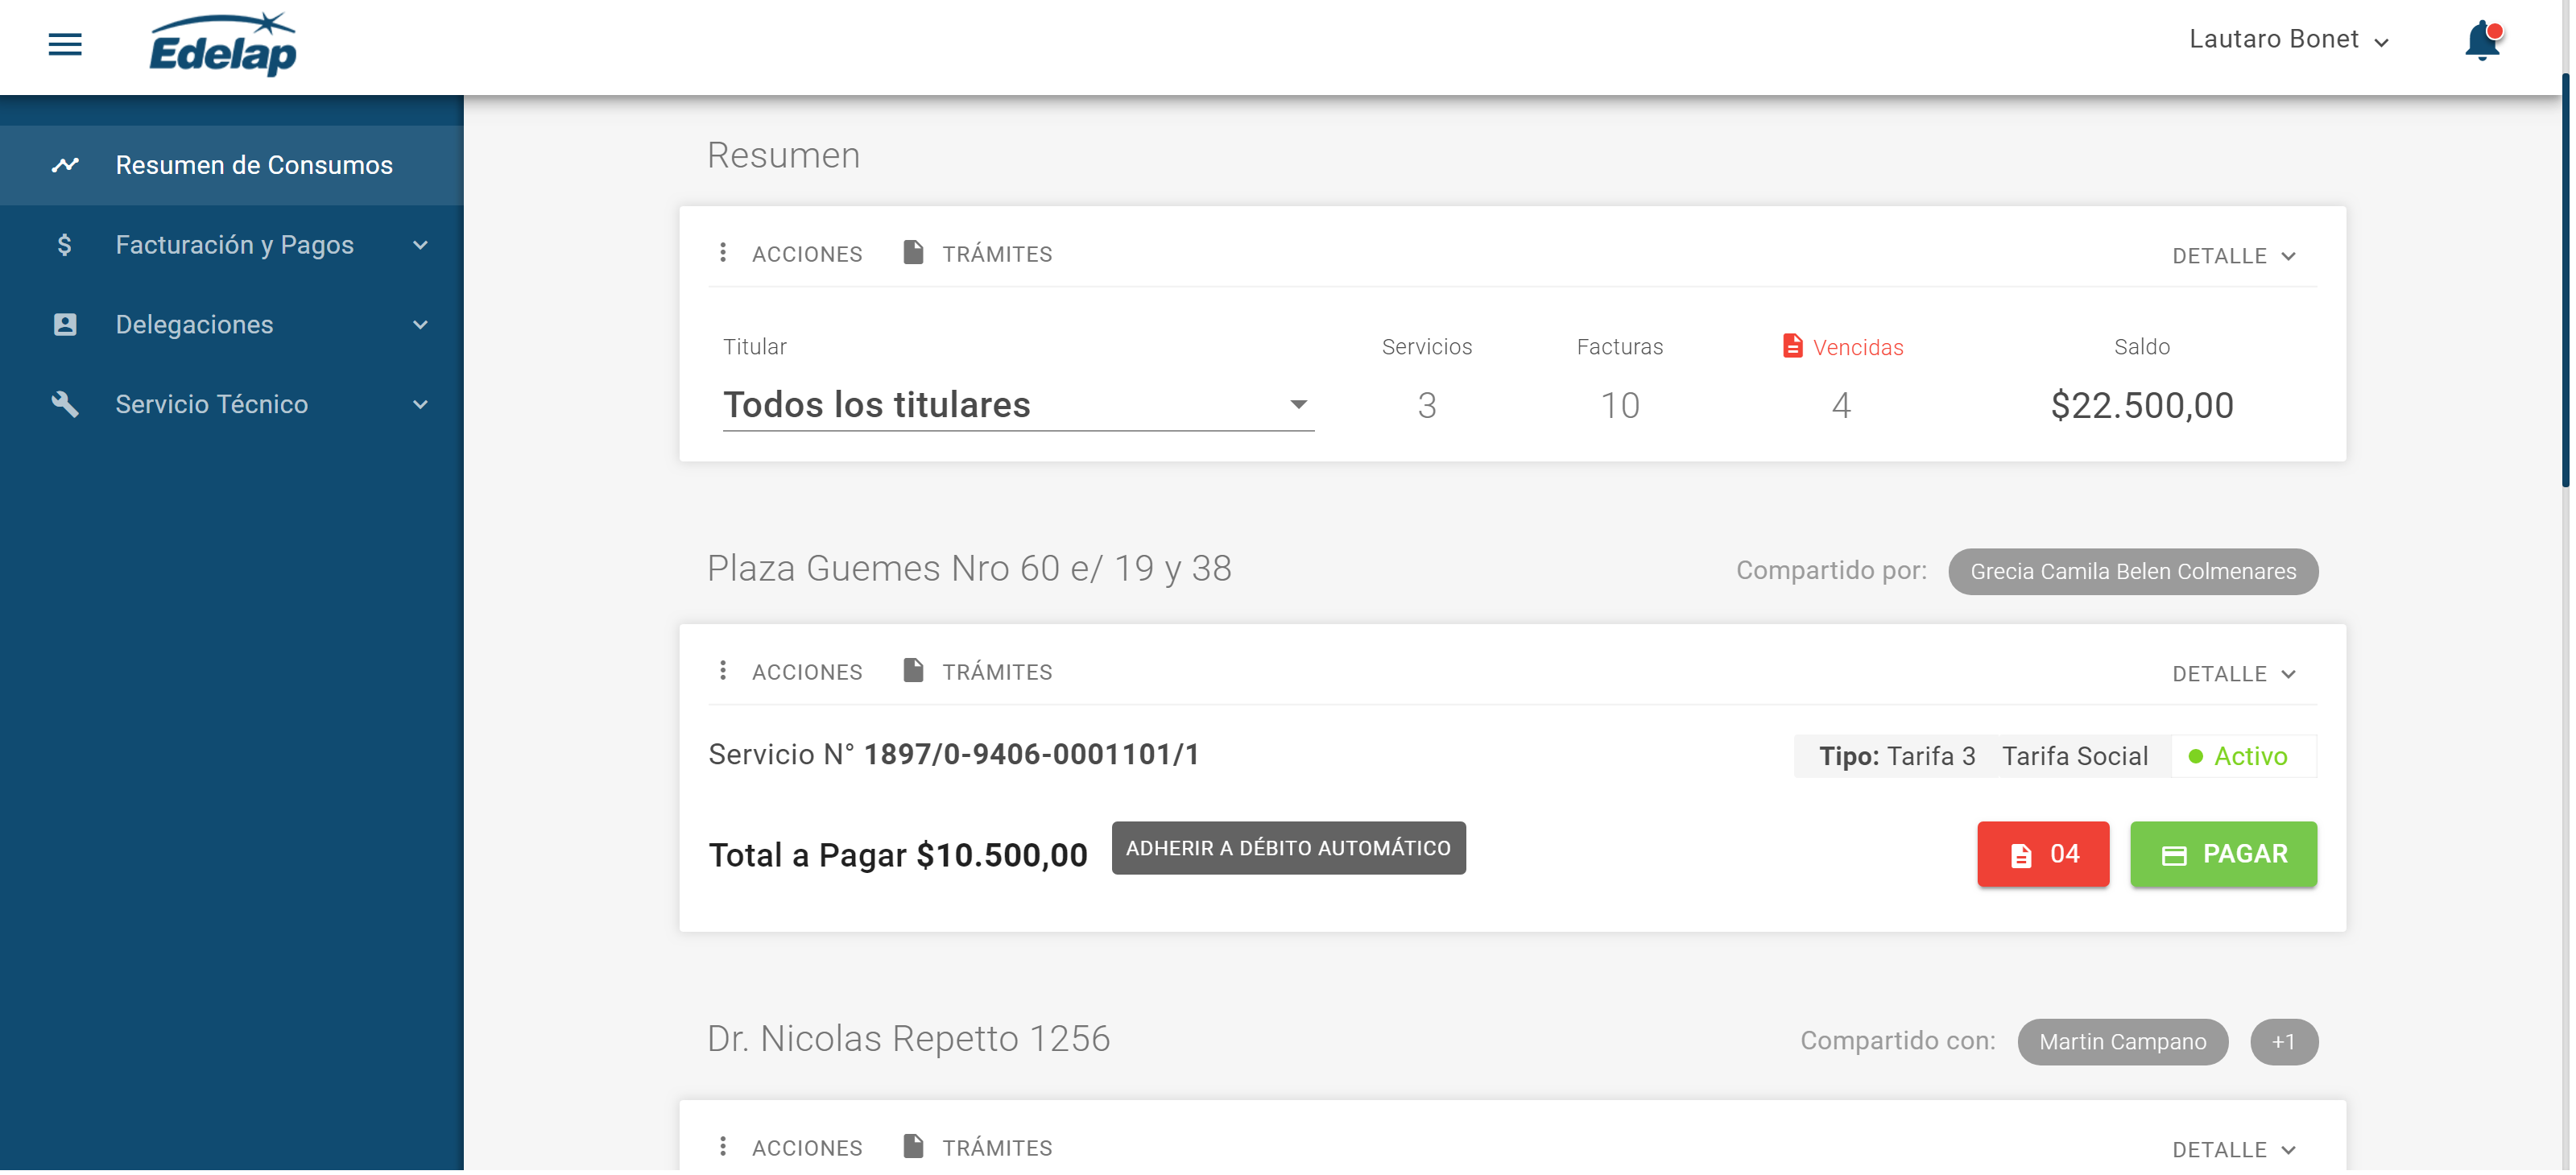 Edelap
Lautaro Bonet
Resumen de Consumos
Facturación y Pagos
Delegaciones
Servicio Técnico
Resumen
ACCIONES TRÁMITES DETALLE
Titular Servicios Facturas Vencidas Saldo
Todos los titulares 3 10 4 $22.500,00
Plaza Guemes Nro 60 e/ 19 y 38 Compartido por: Grecia Camila Belen Colmenares
ACCIONES TRÁMITES DETALLE
Servicio N° 1897/0-9406-0001101/1 Tipo: Tarifa 3 Tarifa Social Activo
Total a Pagar $10.500,00 ADHERIR A DÉBITO AUTOMÁTICO 04 PAGAR
Dr. Nicolas Repetto 1256 Compartido con: Martin Campano +1
ACCIONES TRÁMITES DETALLE